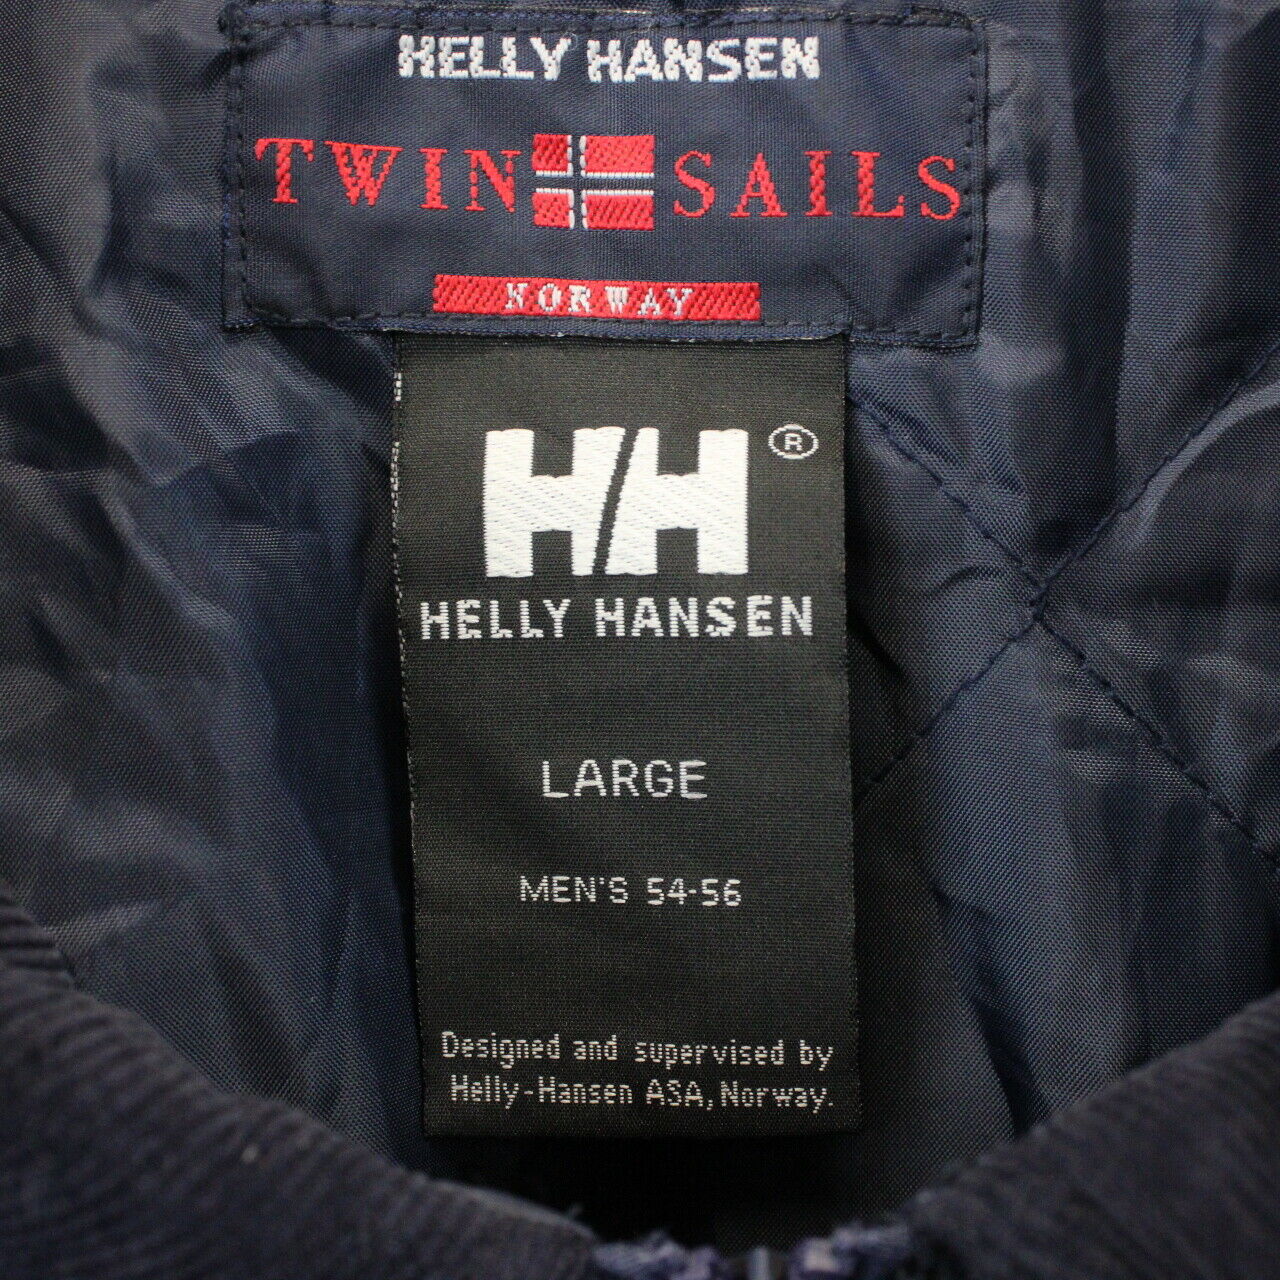 HELLY HANSEN
TWIN SAILS
NORWAY
H/H ®
HELLY HANSEN
LARGE
MEN'S 54-56
Designed and supervised by
Helly-Hansen ASA, Norway.